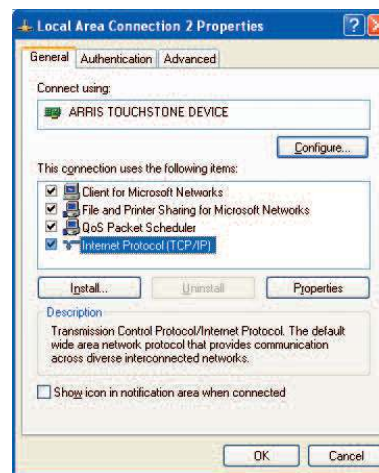 Local Area Connection 2 Properties
General Authentication Advanced
Connect using:
ARRIS TOUCHSTONE DEVICE
Configure...
This connection uses the following items:
Client for Microsoft Networks
File and Printer Sharing for Microsoft Networks
QoS Packet Scheduler
Internet Protocol (TCP/IP)
Install... Uninstall Properties
Description
Transmission Control Protocol/Internet Protocol. The default
wide area network protocol that provides communication
across diverse interconnected networks.
Show icon in notification area when connected
OK Cancel